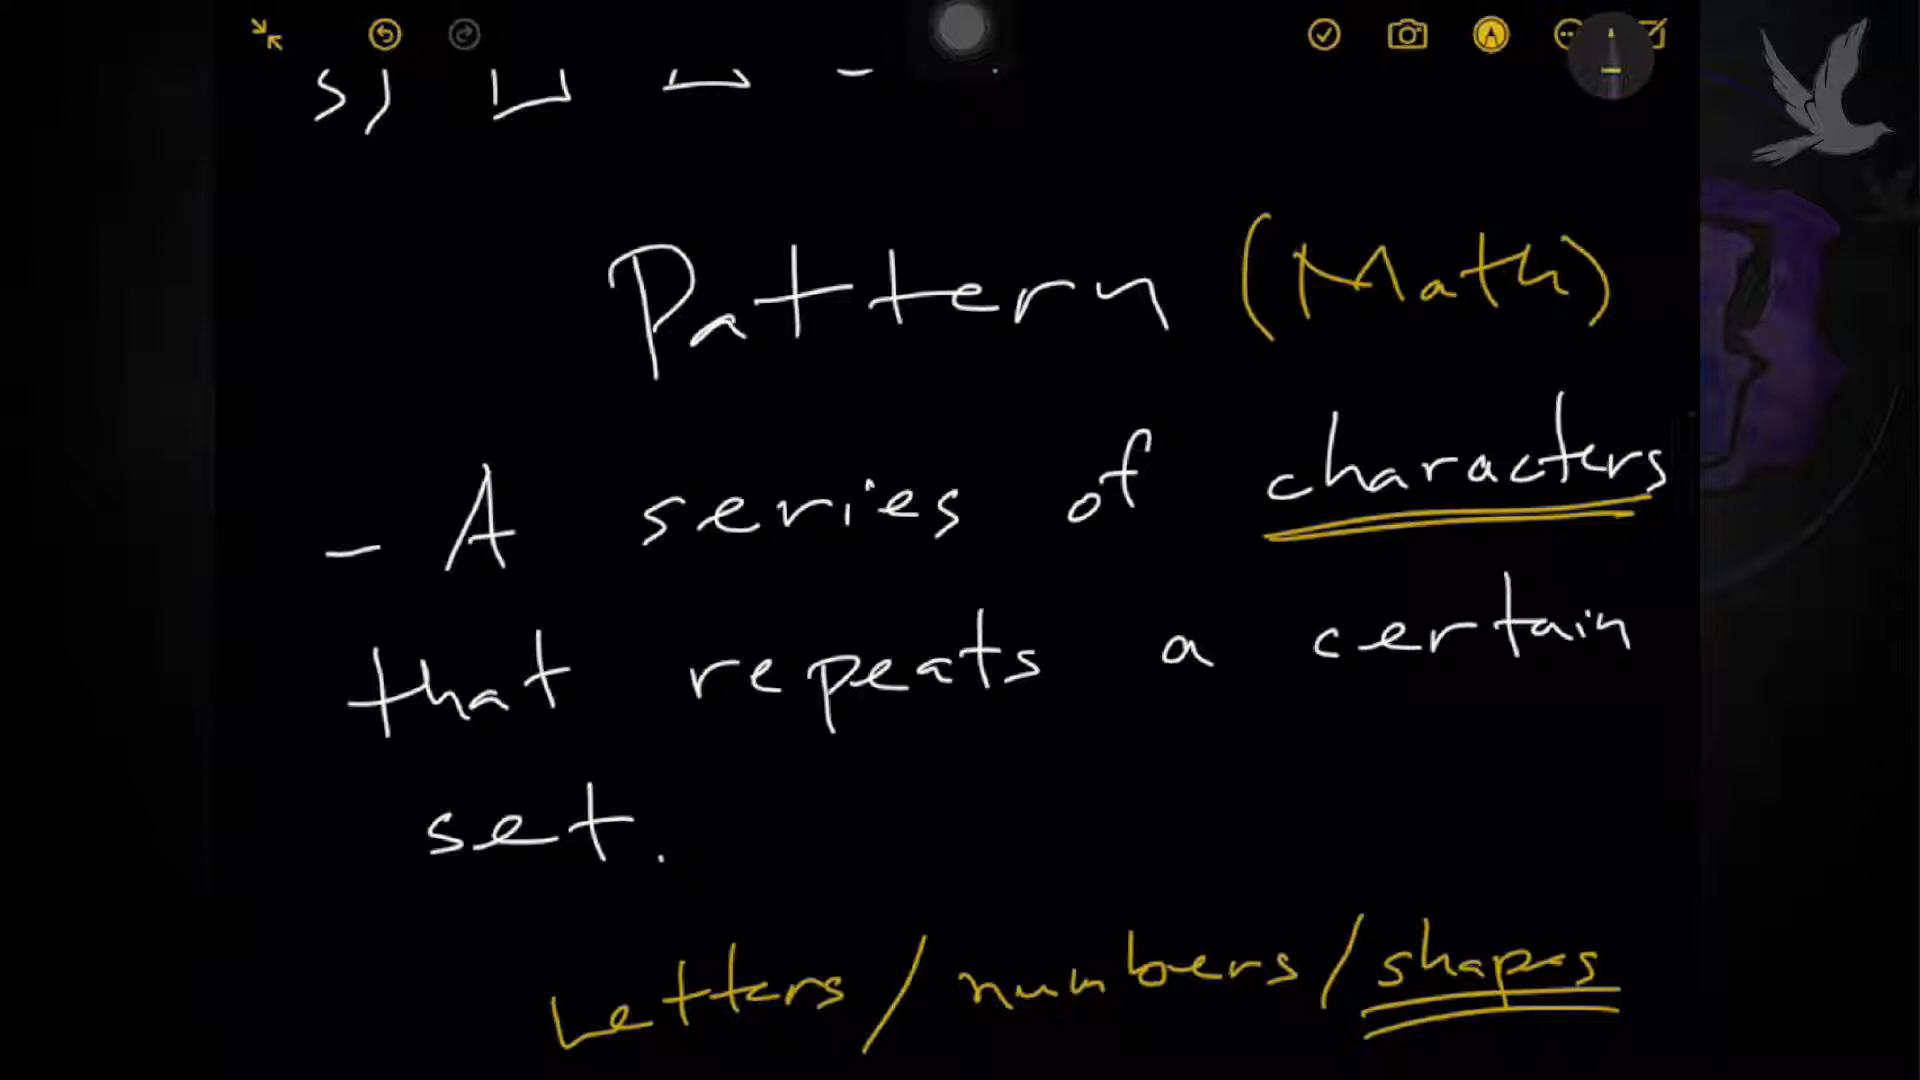 Pattern (Math)
- A series of characters
that repeats a certain
set.
Letters/numbers/shapes